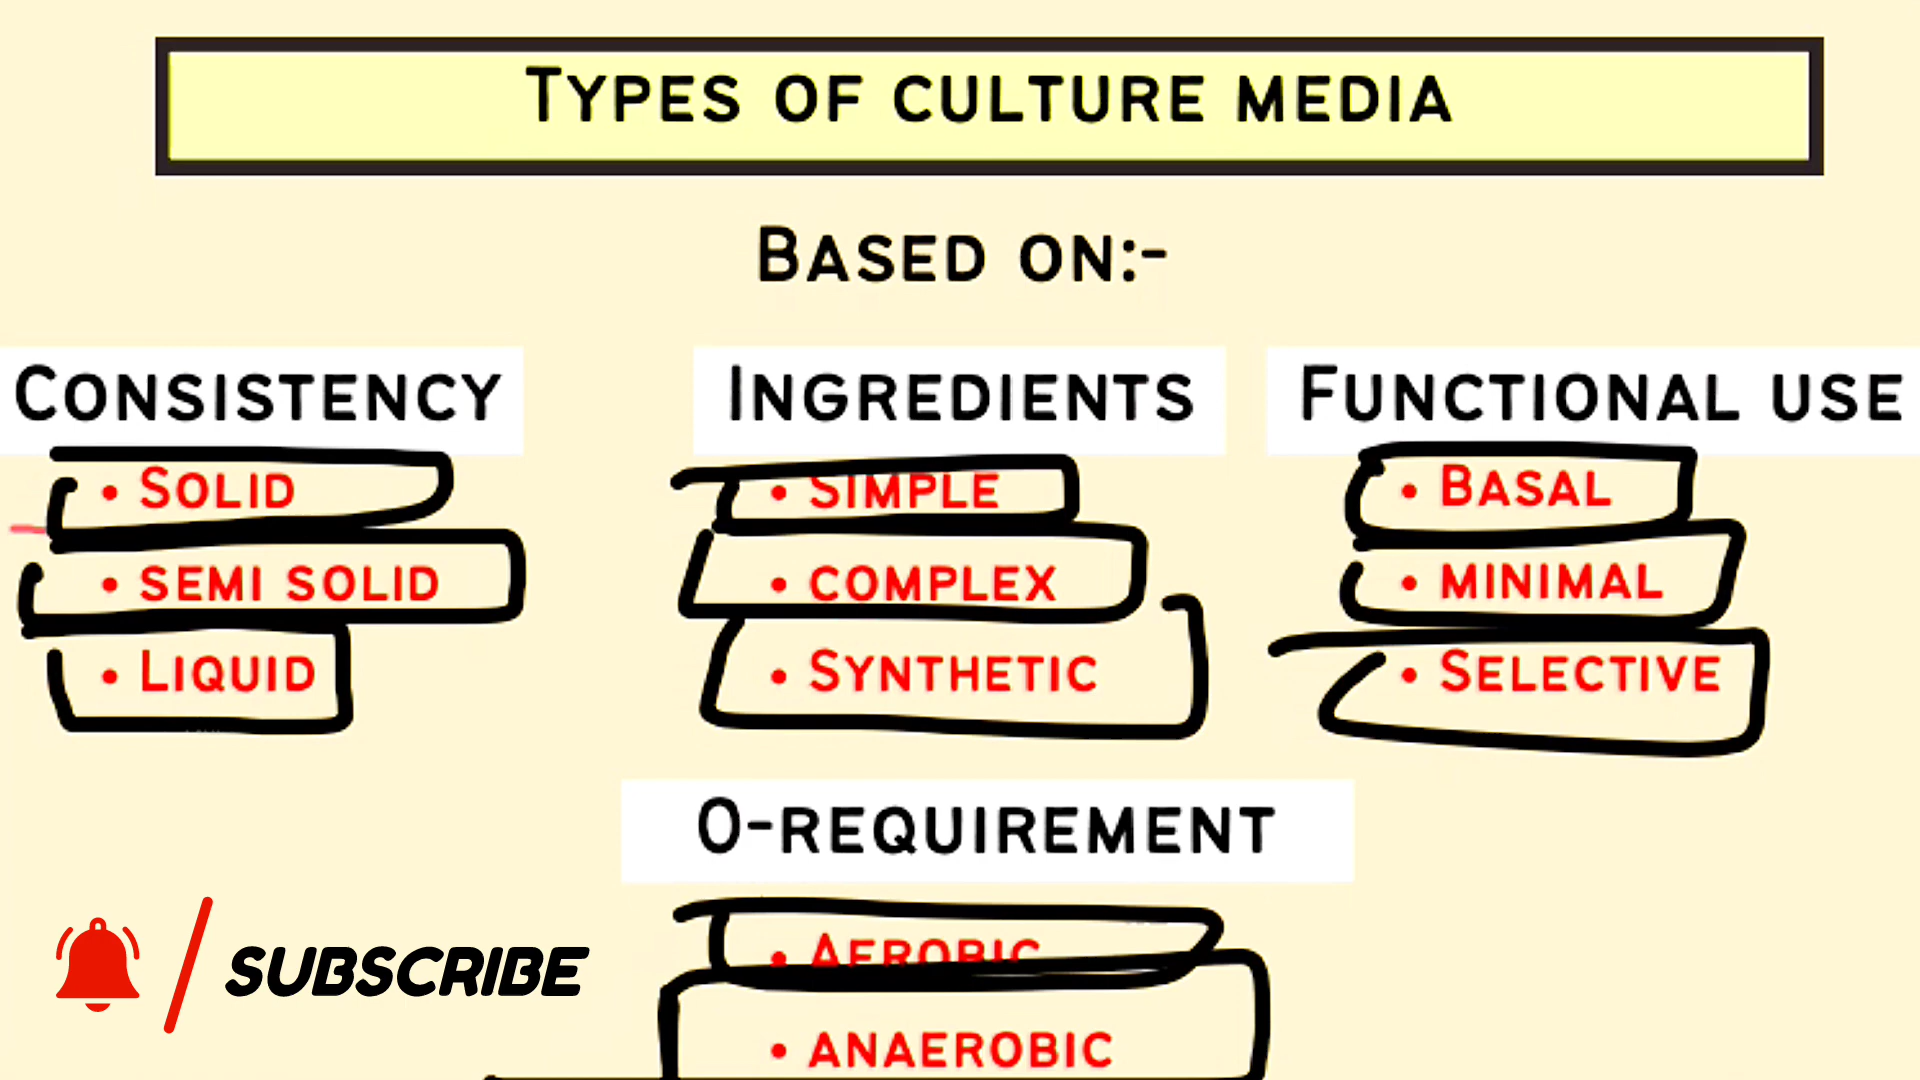 TYPES OF CULTURE MEDIA
BASED ON:-
CONSISTENCY
• SOLID
• SEMI SOLID
• LIQUID
INGREDIENTS
• SIMPLE
• COMPLEX
• SYNTHETIC
FUNCTIONAL USE
• BASAL
• MINIMAL
• SELECTIVE
O-REQUIREMENT
• AEROBIC
• ANAEROBIC
SUBSCRIBE